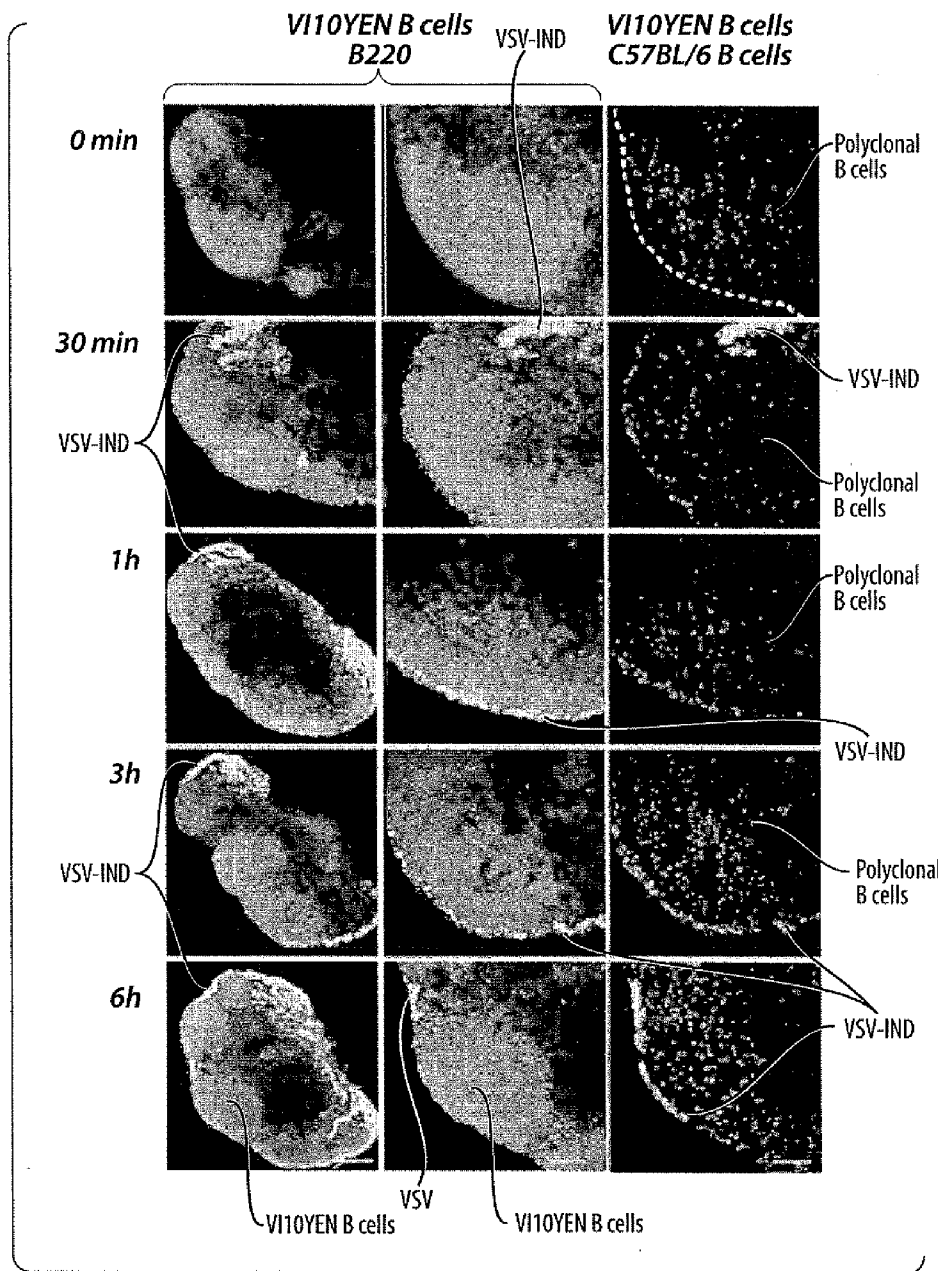 VI10YEN B cells
B220
VSV-IND
VI10YEN B cells
C57BL/6 B cells
0 min
Polyclonal
B cells
30 min
VSV-IND
VSV-IND
Polyclonal
B cells
1h
Polyclonal
B cells
VSV-IND
3h
VSV-IND
Polyclonal
B cells
6h
VSV-IND
VSV
VI10YEN B cells
VI10YEN B cells